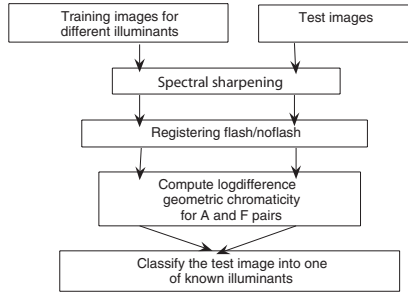 Training images for
different illuminants
Test images
Spectral sharpening
Registering flash/noflash
Compute logdifference
geometric chromaticity
for A and F pairs
Classify the test image into one
of known illuminants